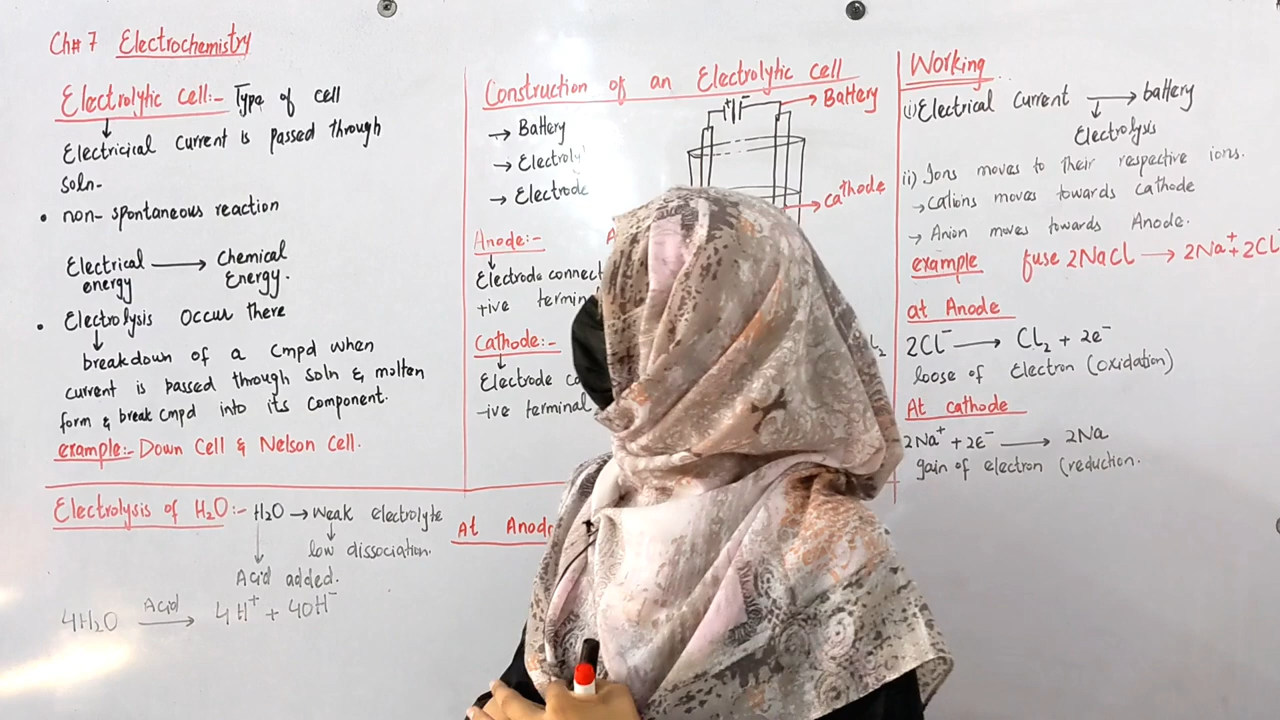 Ch# 7 Electrochemistry
Electrolytic cell:- Type of cell
Electricical current is passed through
soln-
• non-spontaneous reaction
Electrical → Chemical
energy Energy.
• Electrolysis occur there
breakdown of a cmpd when
current is passed through soln & molten
form & break cmpd into its component.
example:- Down Cell & Nelson Cell.
Construction of an Electrolytic cell
→ Battery
→ Electroly
→ Electrode
Battery
cathode
Anode:-
Electrode connect
+ive termin
Cathode:-
Electrode co
-ive terminal
Working
(i) Electrical current → battery
Electrolysis
ii) Ions moves to their respective ions.
→ Cations moves towards cathode
→ Anion moves towards Anode.
example fuse 2NaCl → 2Na⁺ + 2Cl⁻
at Anode
2Cl⁻ → Cl₂ + 2e⁻
loose of Electron (oxidation)
At cathode
2Na⁺ + 2e⁻ → 2Na
gain of electron (reduction.
Electrolysis of H₂O:- H₂O → weak electrolyte
low dissociation.
Acid added.
4H₂O Acid → 4H⁺ + 4OH⁻
At Anod